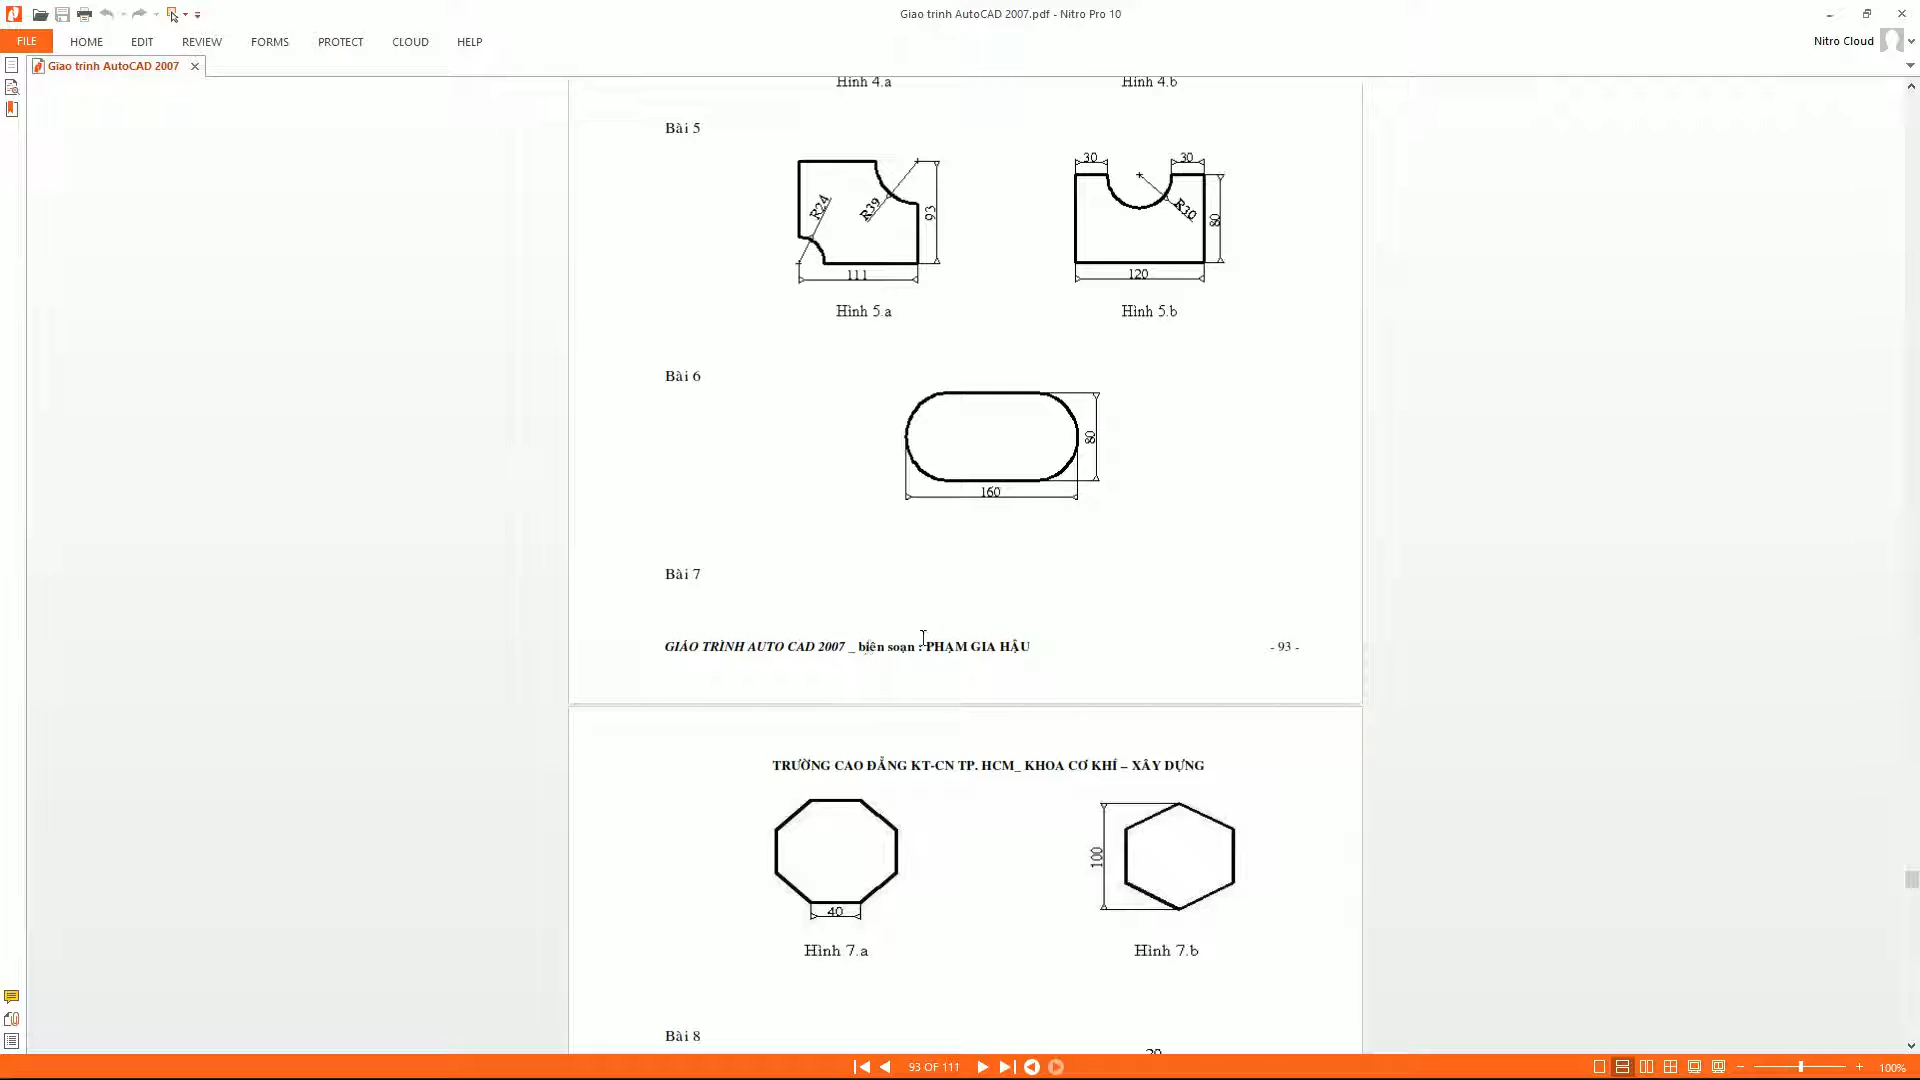 Giao trinh AutoCAD 2007.pdf - Nitro Pro 10
FILE HOME EDIT REVIEW FORMS PROTECT CLOUD HELP
Nitro Cloud
Giao trinh AutoCAD 2007
Hình 4.a Hình 4.b
Bài 5
R24 R39 93 111
30 30 R30 80 120
Hình 5.a Hình 5.b
Bài 6
80
160
Bài 7
GIÁO TRÌNH AUTO CAD 2007 _ biên soạn : PHẠM GIA HẬU - 93 -
TRƯỜNG CAO ĐẲNG KT-CN TP. HCM_ KHOA CƠ KHÍ – XÂY DỰNG
100
40
Hình 7.a Hình 7.b
Bài 8
93 OF 111
100%